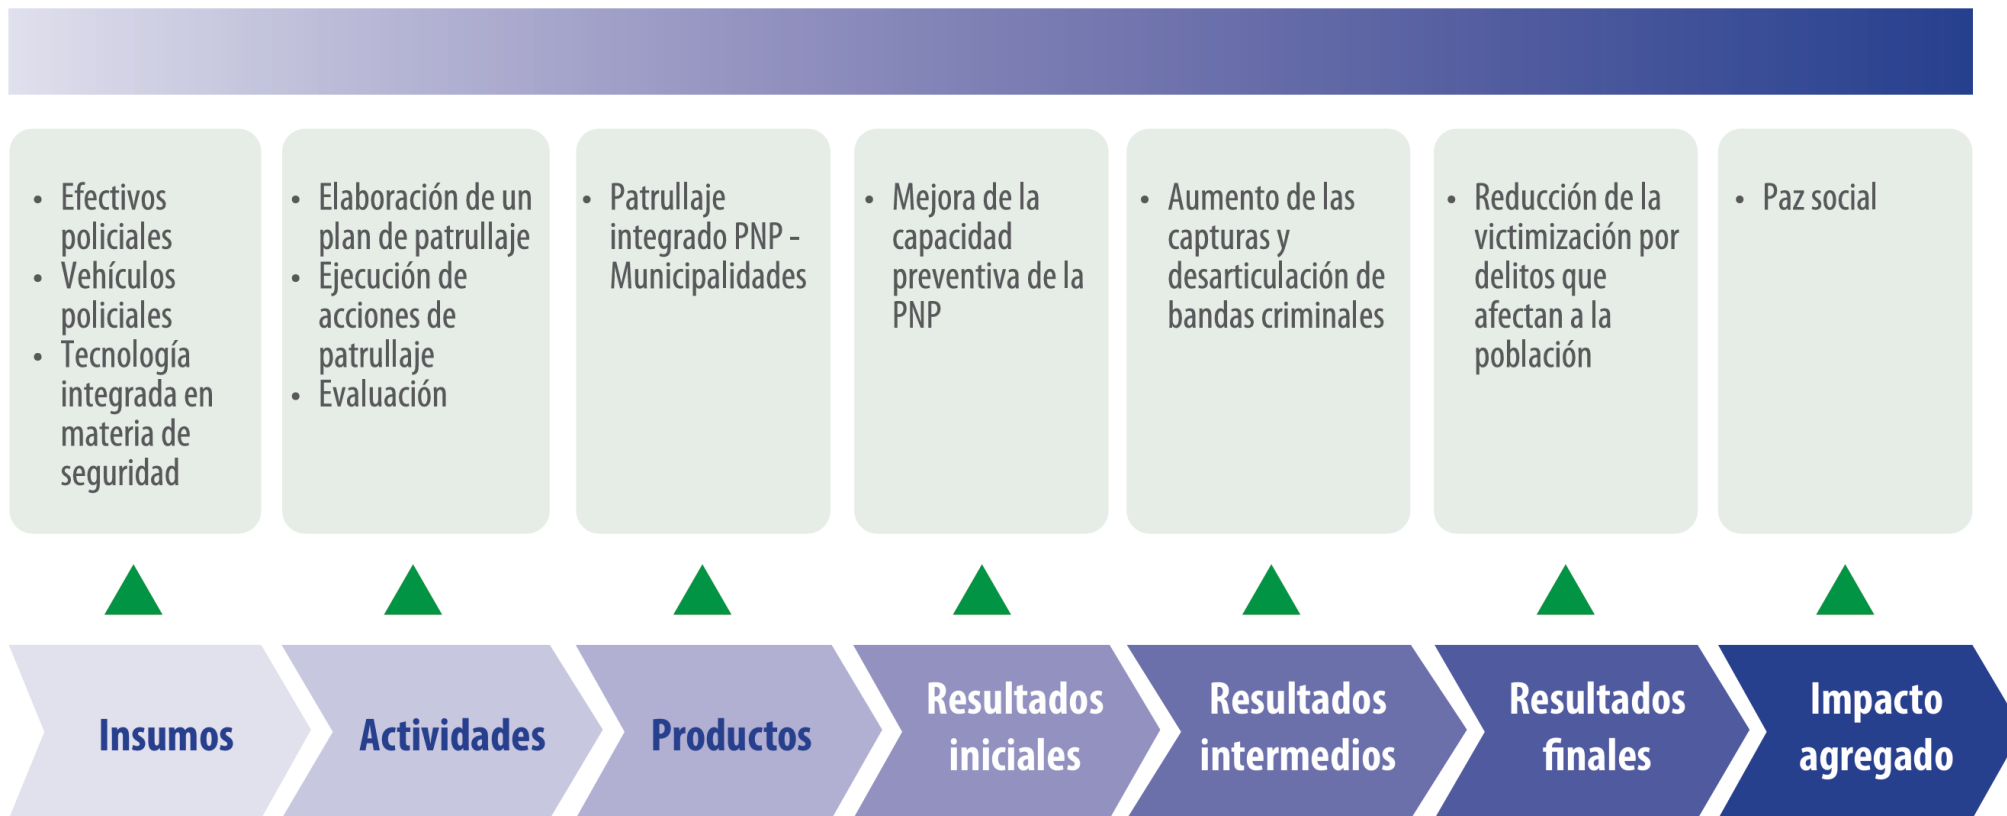 • Efectivos
policiales
• Vehículos
policiales
• Tecnología
integrada en
materia de
seguridad
• Elaboración de un
plan de patrullaje
• Ejecución de
acciones de
patrullaje
• Evaluación
• Patrullaje
integrado PNP -
Municipalidades
• Mejora de la
capacidad
preventiva de la
PNP
• Aumento de las
capturas y
desarticulación de
bandas criminales
• Reducción de la
victimización por
delitos que
afectan a la
población
• Paz social
Insumos
Actividades
Productos
Resultados
iniciales
Resultados
intermedios
Resultados
finales
Impacto
agregado